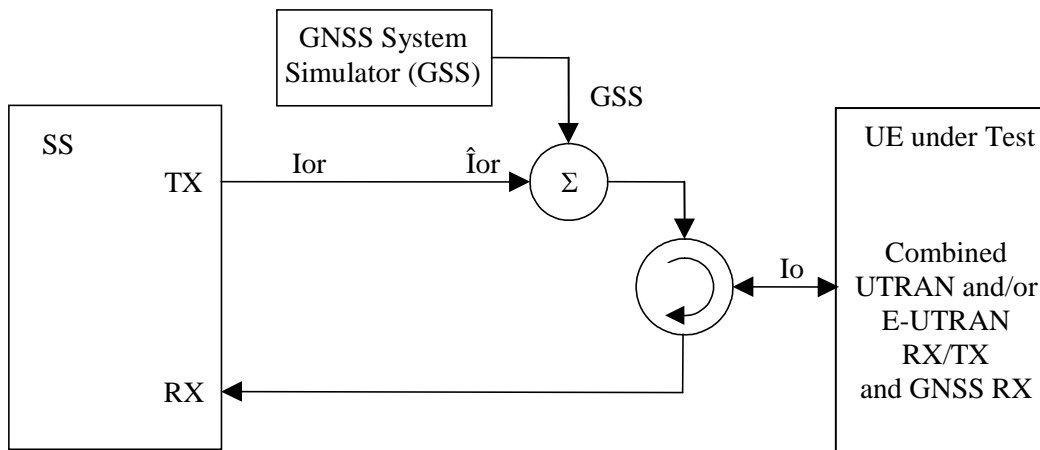 GNSS System
Simulator (GSS)
GSS
SS
UE under Test
TX
Ior
Îor
Σ
Io
Combined
UTRAN and/or
E-UTRAN
RX/TX
and GNSS RX
RX